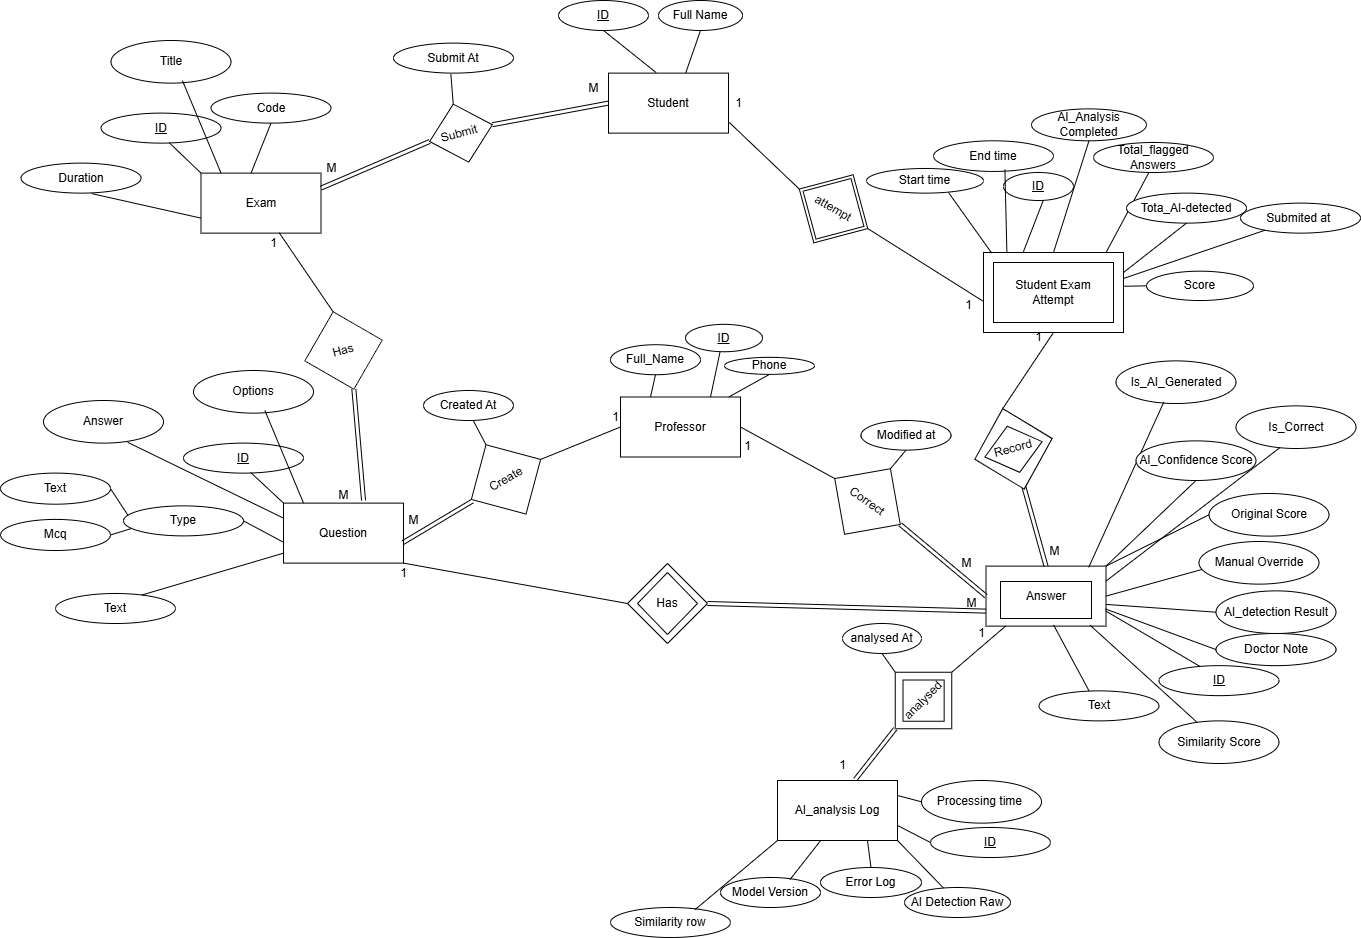 ID
Full Name
Title
Submit At
M
Student
1
Code
ID
Submit
AI_Analysis
Completed
End time
Total_flagged
Answers
M
Duration
Start time
ID
Exam
attempt
Tota_AI-detected
Submited at
1
Student Exam
Attempt
Score
1
1
Has
ID
Full_Name
Phone
Options
Created At
Is_AI_Generated
Answer
1
Professor
1
Modified at
Is_Correct
ID
Record
AI_Confidence Score
Text
Type
Mcq
M
Create
Correct
Original Score
M
Question
M
M
Manual Override
1
Text
Has
M
Answer
AI_detection Result
1
analysed At
Doctor Note
ID
analysed
Text
Similarity Score
1
AI_analysis Log
Processing time
ID
Error Log
Model Version
AI Detection Raw
Similarity row